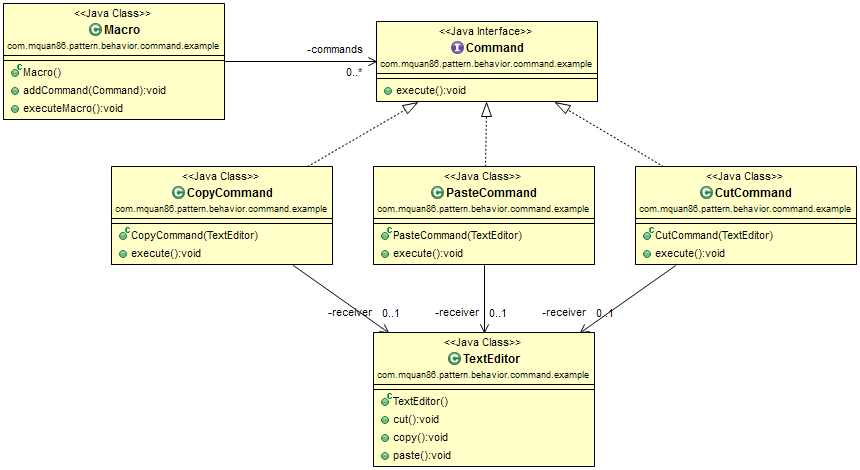 <<Java Class>>
C Macro
com.mquan86.pattern.behavior.command.example
C Macro()
addCommand(Command):void
executeMacro():void
-commands
0..*
<<Java Interface>>
I Command
com.mquan86.pattern.behavior.command.example
execute():void
<<Java Class>>
C CopyCommand
com.mquan86.pattern.behavior.command.example
C CopyCommand(TextEditor)
execute():void
<<Java Class>>
C PasteCommand
com.mquan86.pattern.behavior.command.example
C PasteCommand(TextEditor)
execute():void
<<Java Class>>
C CutCommand
com.mquan86.pattern.behavior.command.example
C CutCommand(TextEditor)
execute():void
-receiver 0..1
-receiver 0..1
-receiver 0..1
<<Java Class>>
C TextEditor
com.mquan86.pattern.behavior.command.example
C TextEditor()
cut():void
copy():void
paste():void